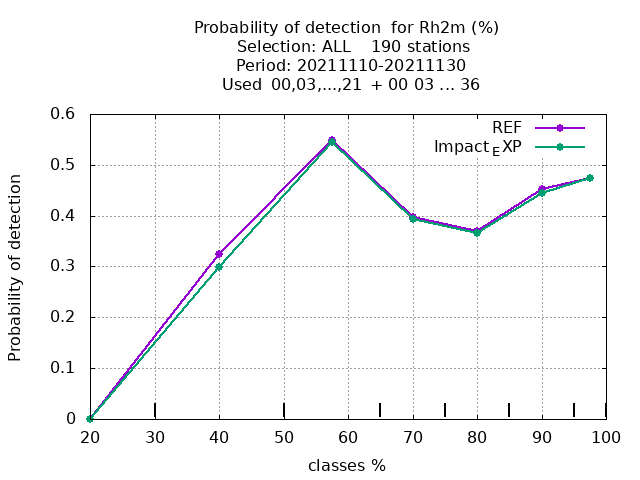 Probability of detection  for Rh2m (%)
Selection: ALL    190 stations
Period: 20211110-20211130
Used  00,03,...,21  + 00 03 ... 36
0.6
0.5
0.4
0.3
0.2
0.1
0
Probability of detection
REF
Impact_EXP
20 30 40 50 60 70 80 90 100
classes %